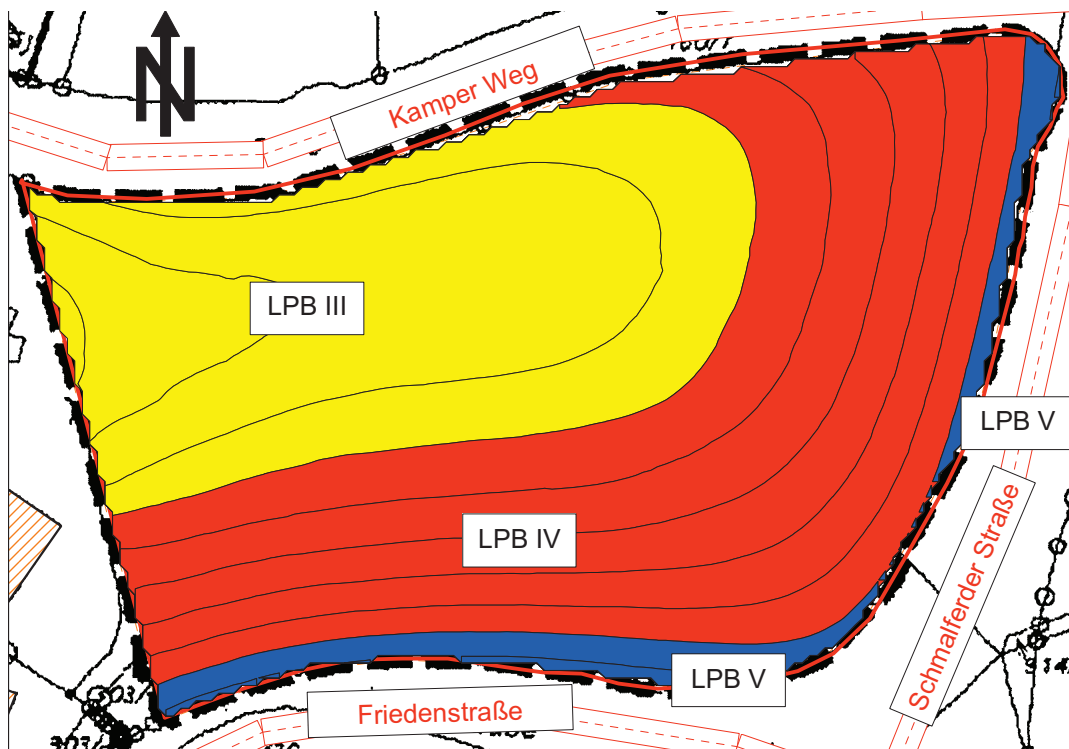 N
Kamper Weg
LPB III
LPB V
LPB IV
Schmalferder Straße
LPB V
Friedenstraße